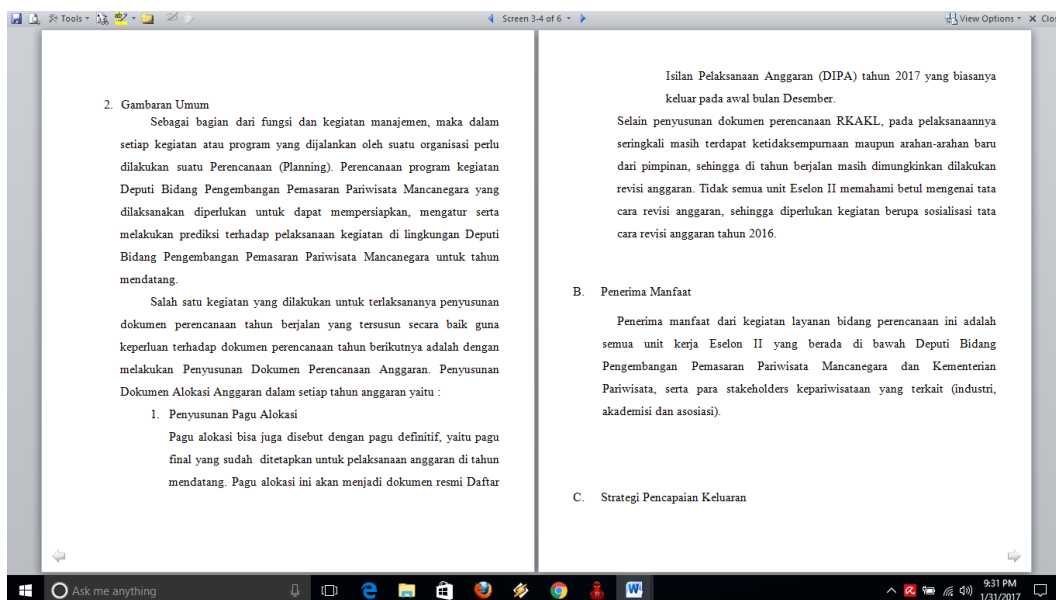 Tools
Screen 3-4 of 6
View Options
Clos
2. Gambaran Umum
Sebagai bagian dari fungsi dan kegiatan manajemen, maka dalam
setiap kegiatan atau program yang dijalankan oleh suatu organisasi perlu
dilakukan suatu Perencanaan (Planning). Perencanaan program kegiatan
Deputi Bidang Pengembangan Pemasaran Pariwisata Mancanegara yang
dilaksanakan diperlukan untuk dapat mempersiapkan, mengatur serta
melakukan prediksi terhadap pelaksanaan kegiatan di lingkungan Deputi
Bidang Pengembangan Pemasaran Pariwisata Mancanegara untuk tahun
mendatang.
Salah satu kegiatan yang dilakukan untuk terlaksananya penyusunan
dokumen perencanaan tahun berjalan yang tersusun secara baik guna
keperluan terhadap dokumen perencanaan tahun berikutnya adalah dengan
melakukan Penyusunan Dokumen Perencanaan Anggaran. Penyusunan
Dokumen Alokasi Anggaran dalam setiap tahun anggaran yaitu :
1. Penyusunan Pagu Alokasi
Pagu alokasi bisa juga disebut dengan pagu definitif, yaitu pagu
final yang sudah ditetapkan untuk pelaksanaan anggaran di tahun
mendatang. Pagu alokasi ini akan menjadi dokumen resmi Daftar
Isilan Pelaksanaan Anggaran (DIPA) tahun 2017 yang biasanya
keluar pada awal bulan Desember.
Selain penyusunan dokumen perencanaan RKAKL, pada pelaksanaannya
seringkali masih terdapat ketidaksempurnaan maupun arahan-arahan baru
dari pimpinan, sehingga di tahun berjalan masih dimungkinkan dilakukan
revisi anggaran. Tidak semua unit Eselon II memahami betul mengenai tata
cara revisi anggaran, sehingga diperlukan kegiatan berupa sosialisasi tata
cara revisi anggaran tahun 2016.
B. Penerima Manfaat
Penerima manfaat dari kegiatan layanan bidang perencanaan ini adalah
semua unit kerja Eselon II yang berada di bawah Deputi Bidang
Pengembangan Pemasaran Pariwisata Mancanegara dan Kementerian
Pariwisata, serta para stakeholders kepariwisataan yang terkait (industri,
akademisi dan asosiasi).
C. Strategi Pencapaian Keluaran
Ask me anything
9:31 PM
1/31/2017